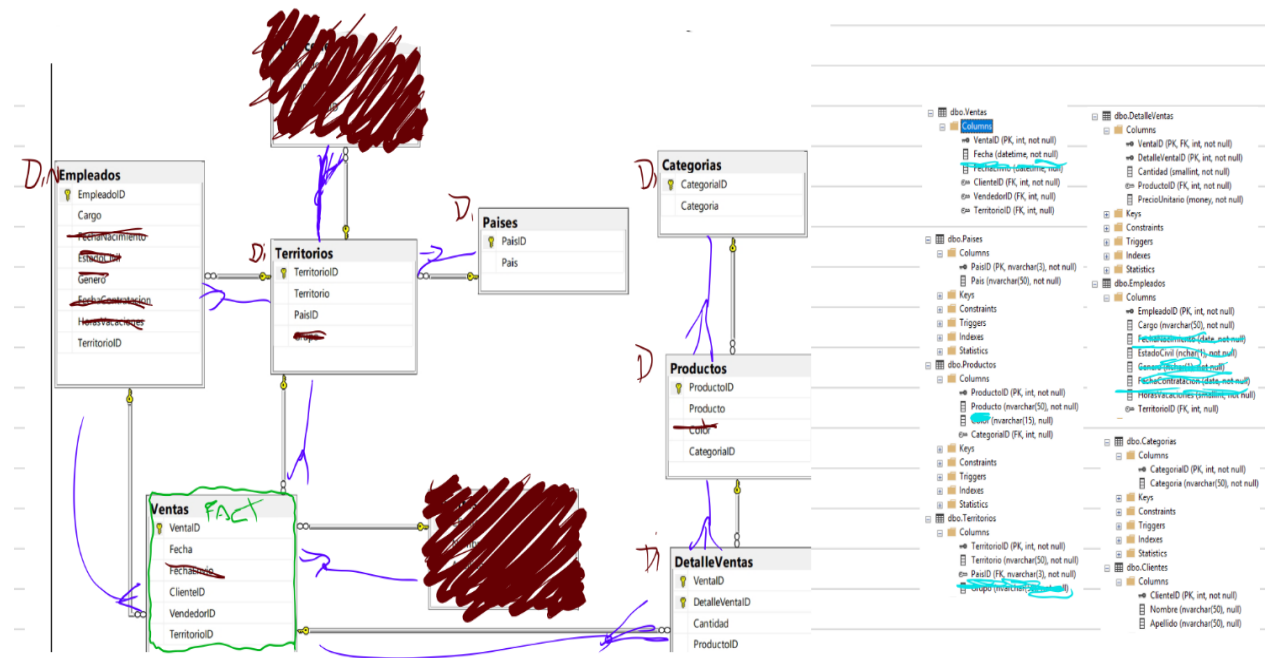 Empleados
EmpleadoID
Cargo
FechaNacimiento
EstadoCivil
Genero
FechaContratacion
HorasVacaciones
TerritorioID
Di
Territorios
TerritorioID
Territorio
PaisID
Grupo
Di
Paises
PaisID
Pais
Di
Categorias
CategoriaID
Categoria
D
Productos
ProductoID
Producto
Color
CategoriaID
Ventas
FACT
VentaID
Fecha
FechaEnvio
ClienteID
VendedorID
TerritorioID
Di
DetalleVentas
VentaID
DetalleVentaID
Cantidad
ProductoID
dbo.Ventas
Columns
VentaID (PK, int, not null)
Fecha (datetime, not null)
FechaEnvio (datetime, null)
ClienteID (FK, int, null)
VendedorID (FK, int, null)
TerritorioID (FK, int, null)
dbo.Paises
Columns
PaisID (PK, nvarchar(3), not null)
Pais (nvarchar(50), not null)
Keys
Constraints
Triggers
Indexes
Statistics
dbo.Productos
Columns
ProductoID (PK, int, not null)
Producto (nvarchar(50), not null)
(nvarchar(15), null)
CategoriaID (FK, int, null)
Keys
Constraints
Triggers
Indexes
Statistics
dbo.Territorios
Columns
TerritorioID (PK, int, not null)
Territorio (nvarchar(50), not null)
PaisID (FK, nvarchar(3), not null)
dbo.DetalleVentas
Columns
VentaID (PK, FK, int, not null)
DetalleVentaID (PK, int, not null)
Cantidad (smallint, not null)
ProductoID (FK, int, not null)
PrecioUnitario (money, not null)
Keys
Constraints
Triggers
Indexes
Statistics
dbo.Empleados
Columns
EmpleadoID (PK, int, not null)
Cargo (nvarchar(50), not null)
FechaNacimiento (date, not null)
EstadoCivil (nchar(1), not null)
Genero (nchar(1), not null)
FechaContratacion (date, not null)
HorasVacaciones (smallint, not null)
TerritorioID (FK, int, null)
dbo.Categorias
Columns
CategoriaID (PK, int, not null)
Categoria (nvarchar(50), not null)
Keys
Constraints
Triggers
Indexes
Statistics
dbo.Clientes
Columns
ClienteID (PK, int, not null)
Nombre (nvarchar(50), null)
Apellido (nvarchar(50), null)